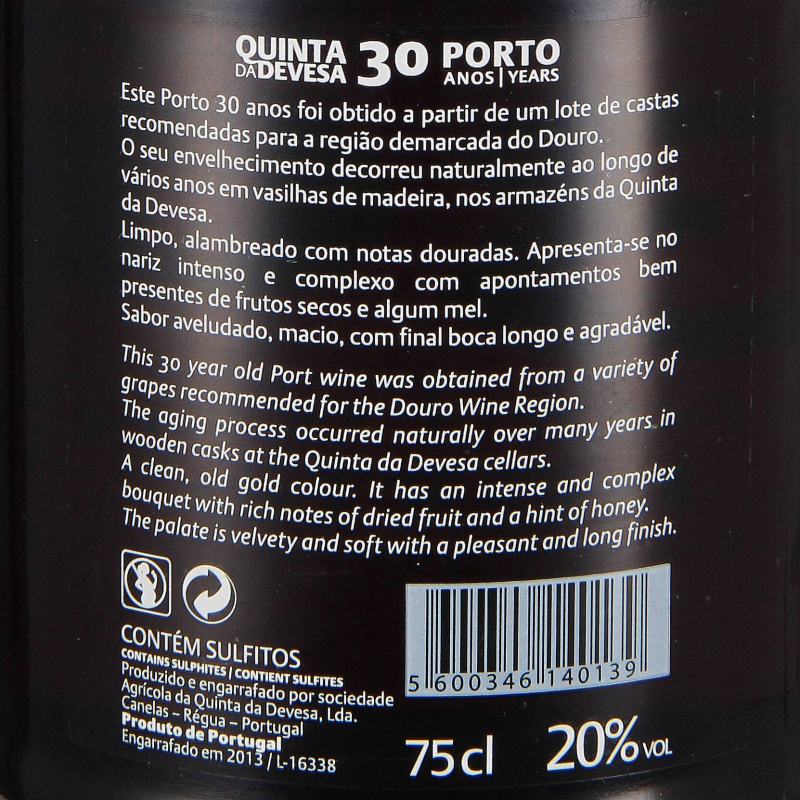 QUINTA DA DEVESA 30 ANOS | YEARS PORTO
Este Porto 30 anos foi obtido a partir de um lote de castas
recomendadas para a região demarcada do Douro.
O seu envelhecimento decorreu naturalmente ao longo de
vários anos em vasilhas de madeira, nos armazéns da Quinta
da Devesa.
Limpo, alambreado com notas douradas. Apresenta-se no
nariz intenso e complexo com apontamentos bem
presentes de frutos secos e algum mel.
Sabor aveludado, macio, com final boca longo e agradável.
This 30 year old Port wine was obtained from a variety of
grapes recommended for the Douro Wine Region.
The aging process occurred naturally over many years in
wooden casks at the Quinta da Devesa cellars.
A clean, old gold colour. It has an intense and complex
bouquet with rich notes of dried fruit and a hint of honey.
The palate is velvety and soft with a pleasant and long finish.
CONTÉM SULFITOS
CONTAINS SULPHITES / CONTIENT SULFITES
Produzido e engarrafado por sociedade
Agrícola da Quinta da Devesa, Lda.
Canelas – Régua – Portugal
Produto de Portugal
Engarrafado em 2013 / L-16338
5 600346 140139
75cl
20% VOL